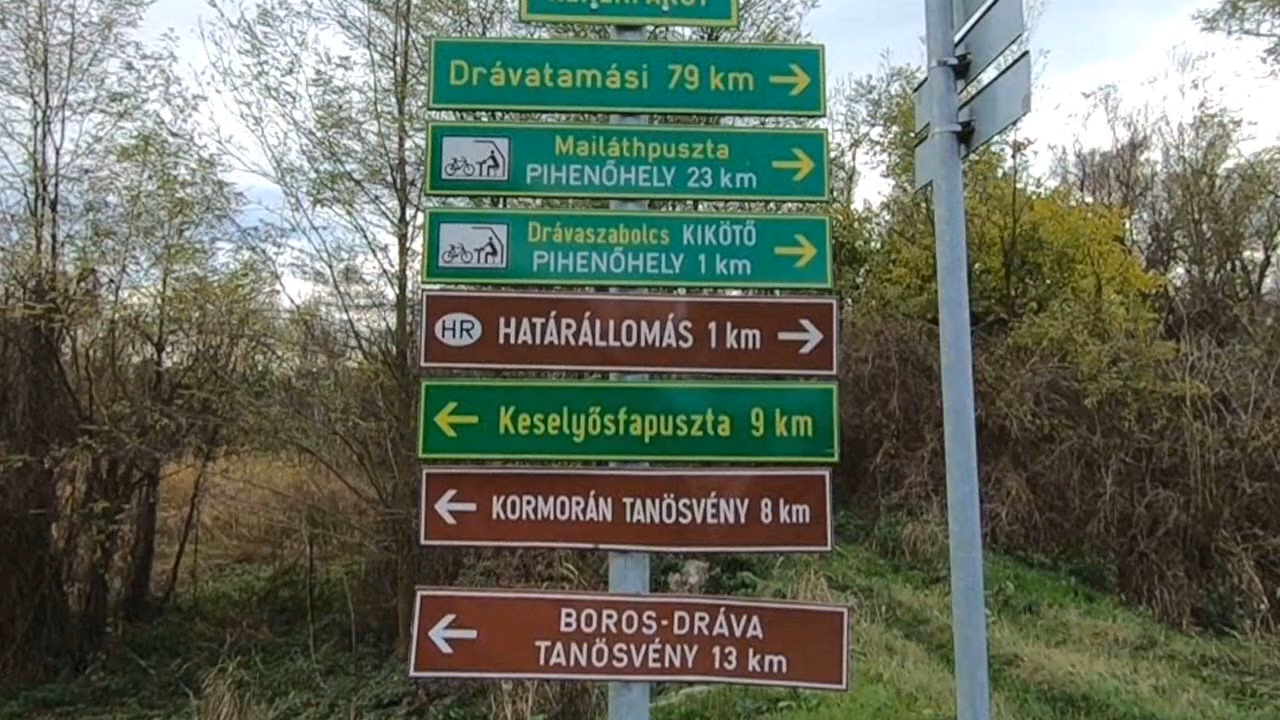 Drávatamási 79 km
Mailáthpuszta
PIHENŐHELY 23 km
Drávaszabolcs KIKÖTŐ
PIHENŐHELY 1 km
HR HATÁRÁLLOMÁS 1 km
Keselyősfapuszta 9 km
KORMORÁN TANÖSVÉNY 8 km
BOROS-DRÁVA
TANÖSVÉNY 13 km